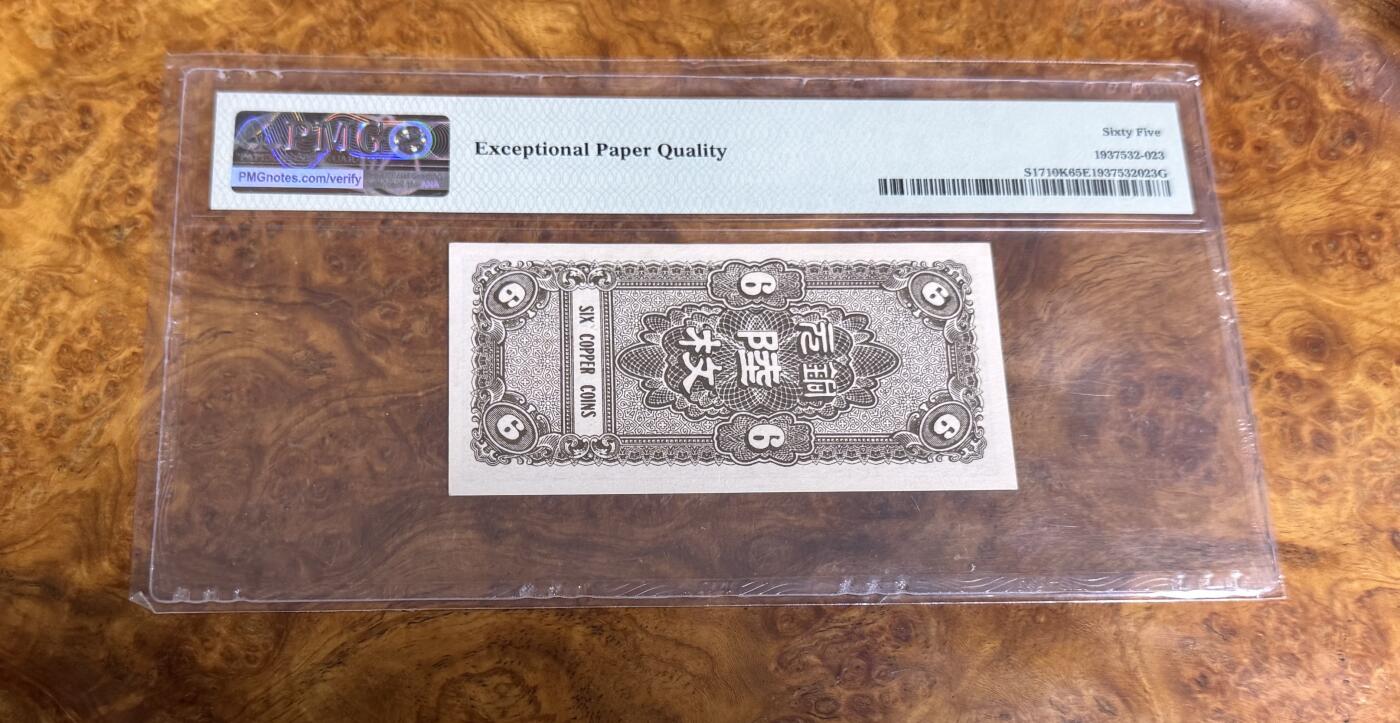 PMG
PMGnotes.com/verify
ANA
Exceptional Paper Quality
Sixty Five
1937532-023
S1710K65E1937532023G
6
6
6
銅元
陸
枚
SIX COPPER COINS
6
6
6